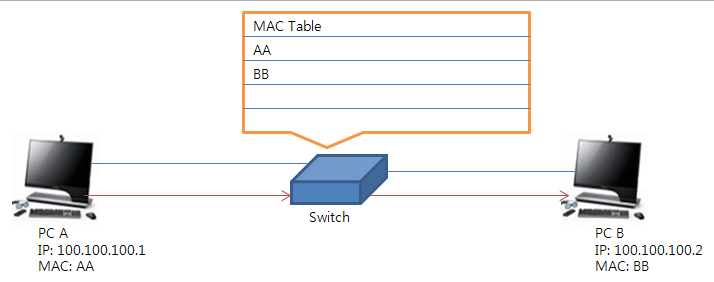 MAC Table
AA
BB
Switch
PC A
IP: 100.100.100.1
MAC: AA
PC B
IP: 100.100.100.2
MAC: BB